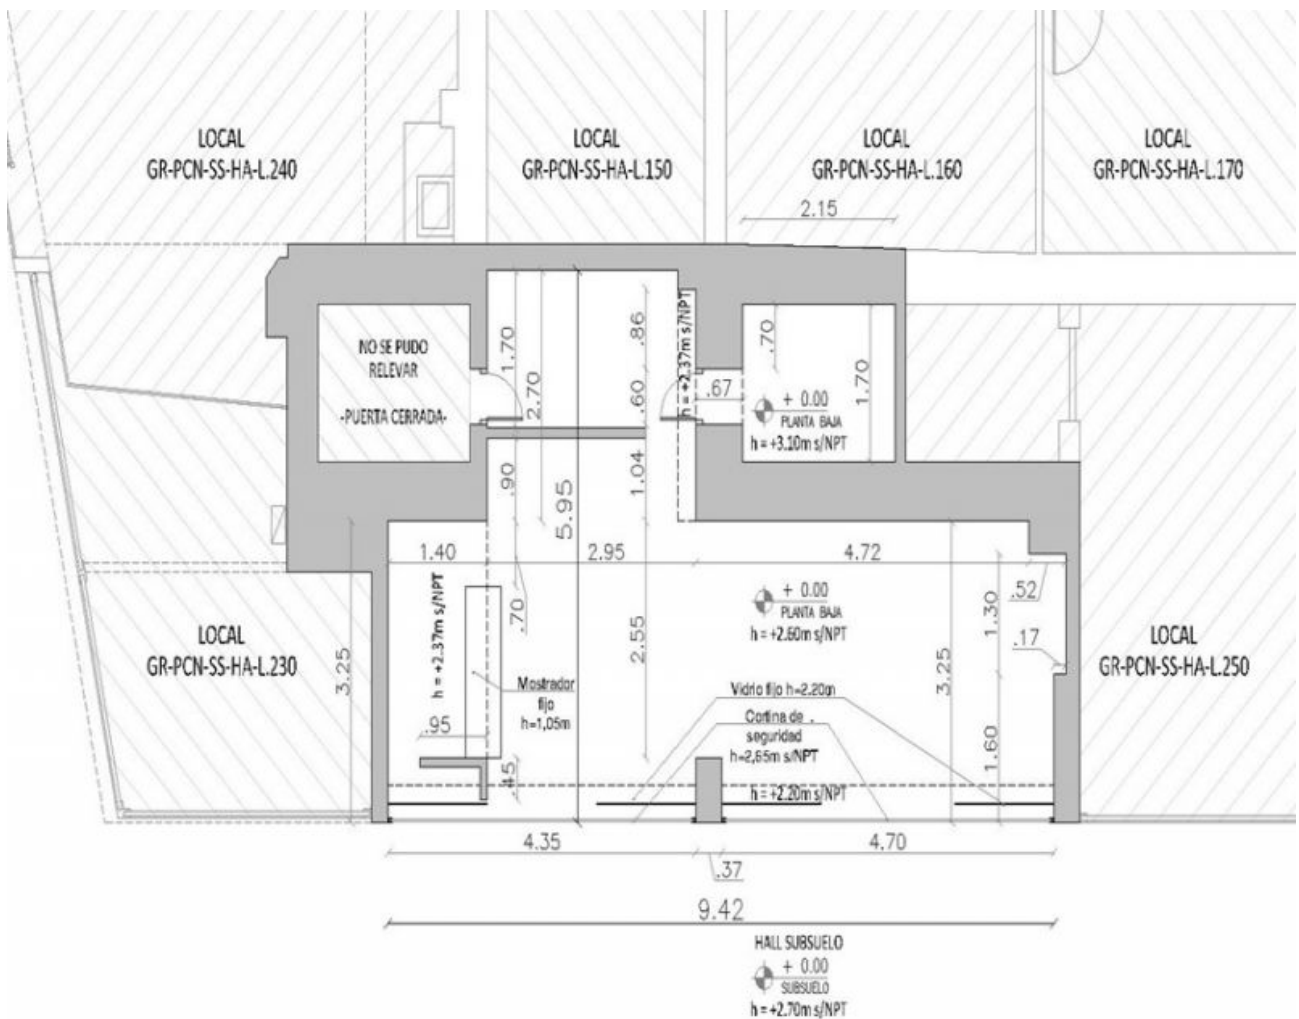 LOCAL
GR-PCN-SS-HA-L.240
LOCAL
GR-PCN-SS-HA-L.150
LOCAL
GR-PCN-SS-HA-L.160
LOCAL
GR-PCN-SS-HA-L.170
2.15
NO SE PUDO
RELEVAR
-PUERTA CERRADA-
1.70
2.70
5.95
.86
.60
h = +2.37m s/NPT
.67
.70
1.70
+ 0.00
PLANTA BAJA
h = +3.10m s/NPT
.90
1.04
1.40
2.95
4.72
.52
h = +2.37m s/NPT
.70
2.55
+ 0.00
PLANTA BAJA
h = +2.60m s/NPT
1.30
.17
LOCAL
GR-PCN-SS-HA-L.230
3.25
3.25
LOCAL
GR-PCN-SS-HA-L.250
Mostrador
fijo
h=1,05m
Vidrio fijo h=2.20m
Cortina de
seguridad
h=2,65m s/NPT
.95
.45
1.60
h = +2.20m s/NPT
4.35
4.70
.37
9.42
HALL SUBSUELO
+ 0.00
SUBSUELO
h = +2.70m s/NPT